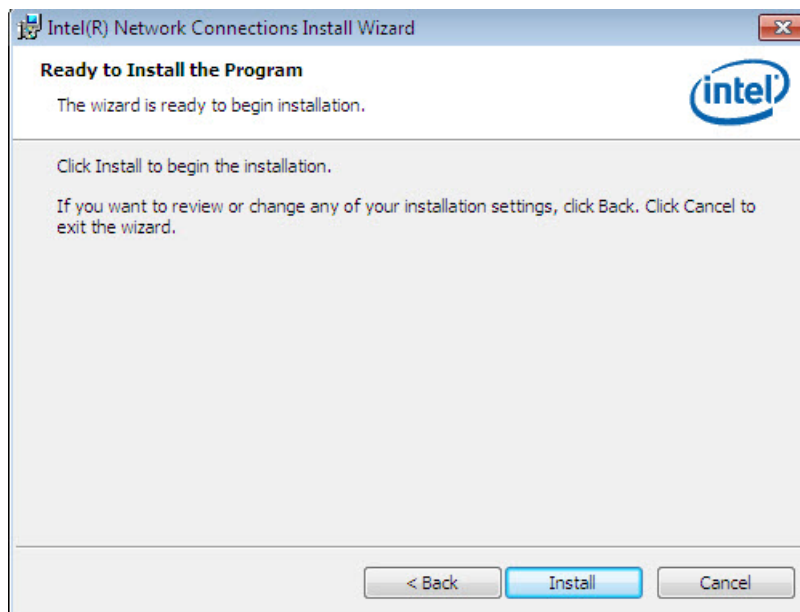 Intel(R) Network Connections Install Wizard
Ready to Install the Program
The wizard is ready to begin installation.
intel
Click Install to begin the installation.
If you want to review or change any of your installation settings, click Back. Click Cancel to
exit the wizard.
< Back
Install
Cancel